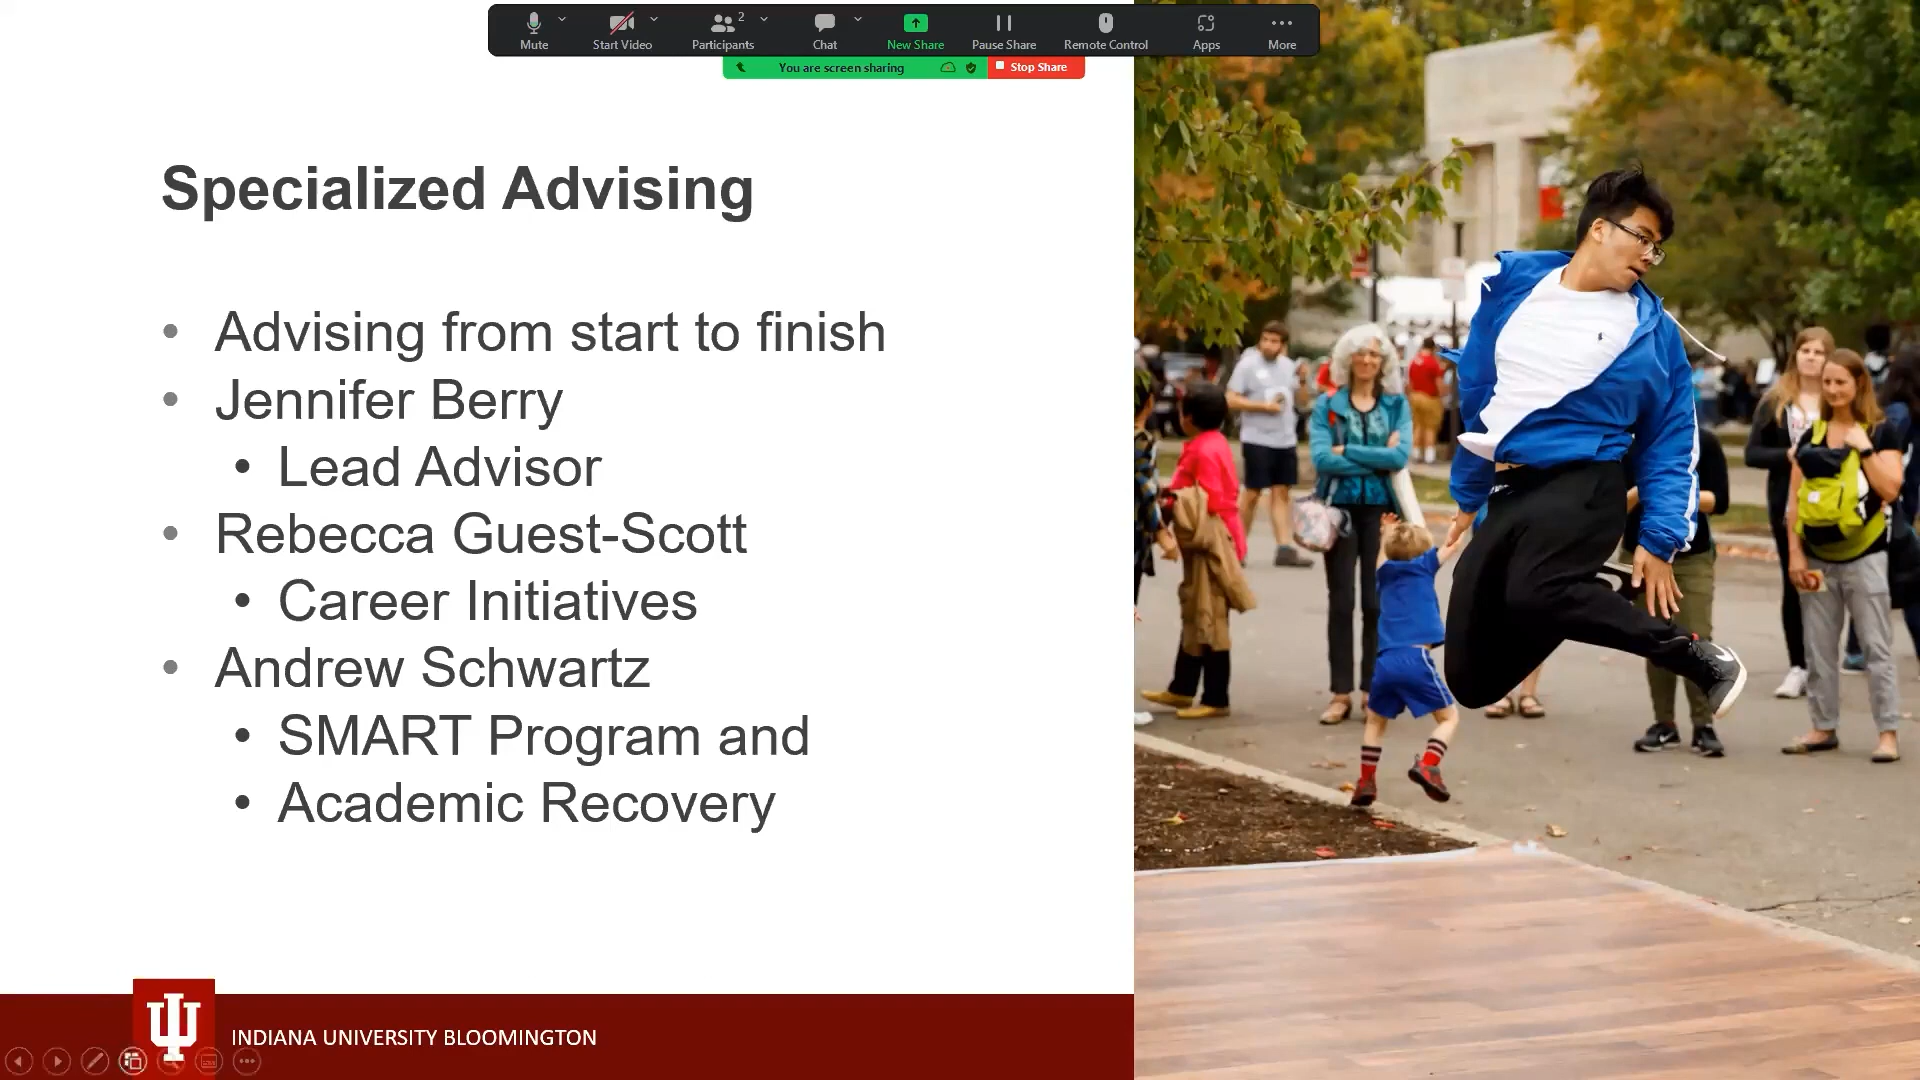 Mute
Start Video
2
Participants
Chat
New Share
Pause Share
Remote Control
Apps
More
You are screen sharing
Stop Share
Specialized Advising
• Advising from start to finish
• Jennifer Berry
• Lead Advisor
• Rebecca Guest-Scott
• Career Initiatives
• Andrew Schwartz
• SMART Program and
• Academic Recovery
INDIANA UNIVERSITY BLOOMINGTON